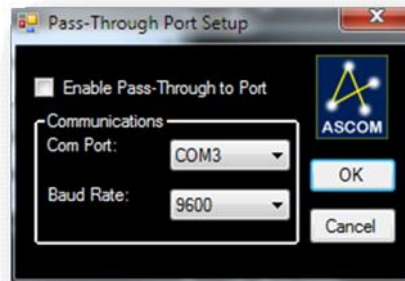 Pass-Through Port Setup
Enable Pass-Through to Port
Communications
Com Port:
COM3
Baud Rate:
9600
ASCOM
OK
Cancel